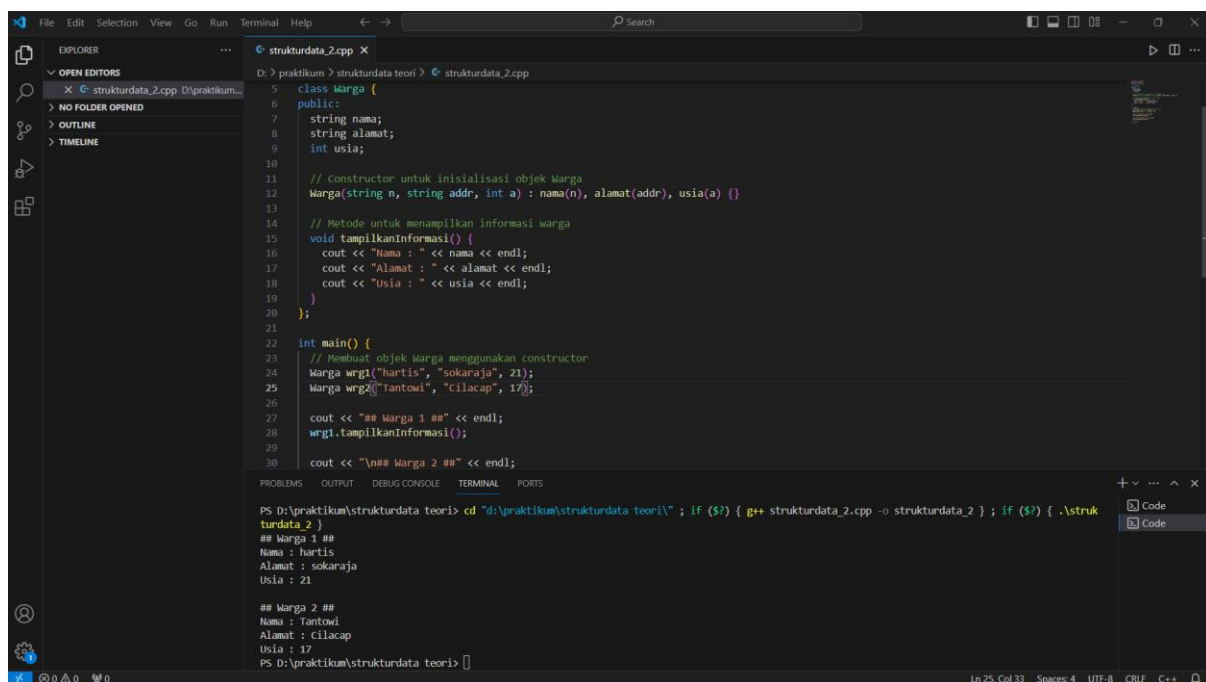 File Edit Selection View Go Run Terminal Help
Search
EXPLORER
strukturdata_2.cpp
OPEN EDITORS
strukturdata_2.cpp D:\praktikum...
NO FOLDER OPENED
OUTLINE
TIMELINE
D: > praktikum > strukturdata teori > strukturdata_2.cpp
5 class Warga {
6 public:
7 string nama;
8 string alamat;
9 int usia;
10
11 // Constructor untuk inisialisasi objek Warga
12 Warga(string n, string addr, int a) : nama(n), alamat(addr), usia(a) {}
13
14 // Metode untuk menampilkan informasi warga
15 void tampilkanInformasi() {
16 cout << "Nama : " << nama << endl;
17 cout << "Alamat : " << alamat << endl;
18 cout << "Usia : " << usia << endl;
19 }
20 };
21
22 int main() {
23 // Membuat objek Warga menggunakan constructor
24 Warga wrg1("hartis", "sokaraja", 21);
25 Warga wrg2("Tantowi", "Cilacap", 17);
26
27 cout << "## Warga 1 ##" << endl;
28 wrg1.tampilkanInformasi();
29
30 cout << "\n## Warga 2 ##" << endl;
PROBLEMS OUTPUT DEBUG CONSOLE TERMINAL PORTS
PS D:\praktikum\strukturdata teori> cd "d:\praktikum\strukturdata teori\" ; if ($?) { g++ strukturdata_2.cpp -o strukturdata_2 } ; if ($?) { .\struk
turdata_2 }
## Warga 1 ##
Nama : hartis
Alamat : sokaraja
Usia : 21
## Warga 2 ##
Nama : Tantowi
Alamat : Cilacap
Usia : 17
PS D:\praktikum\strukturdata teori>
Code
Code
1
0 0 0
Ln 25, Col 33 Spaces: 4 UTF-8 CRLF C++